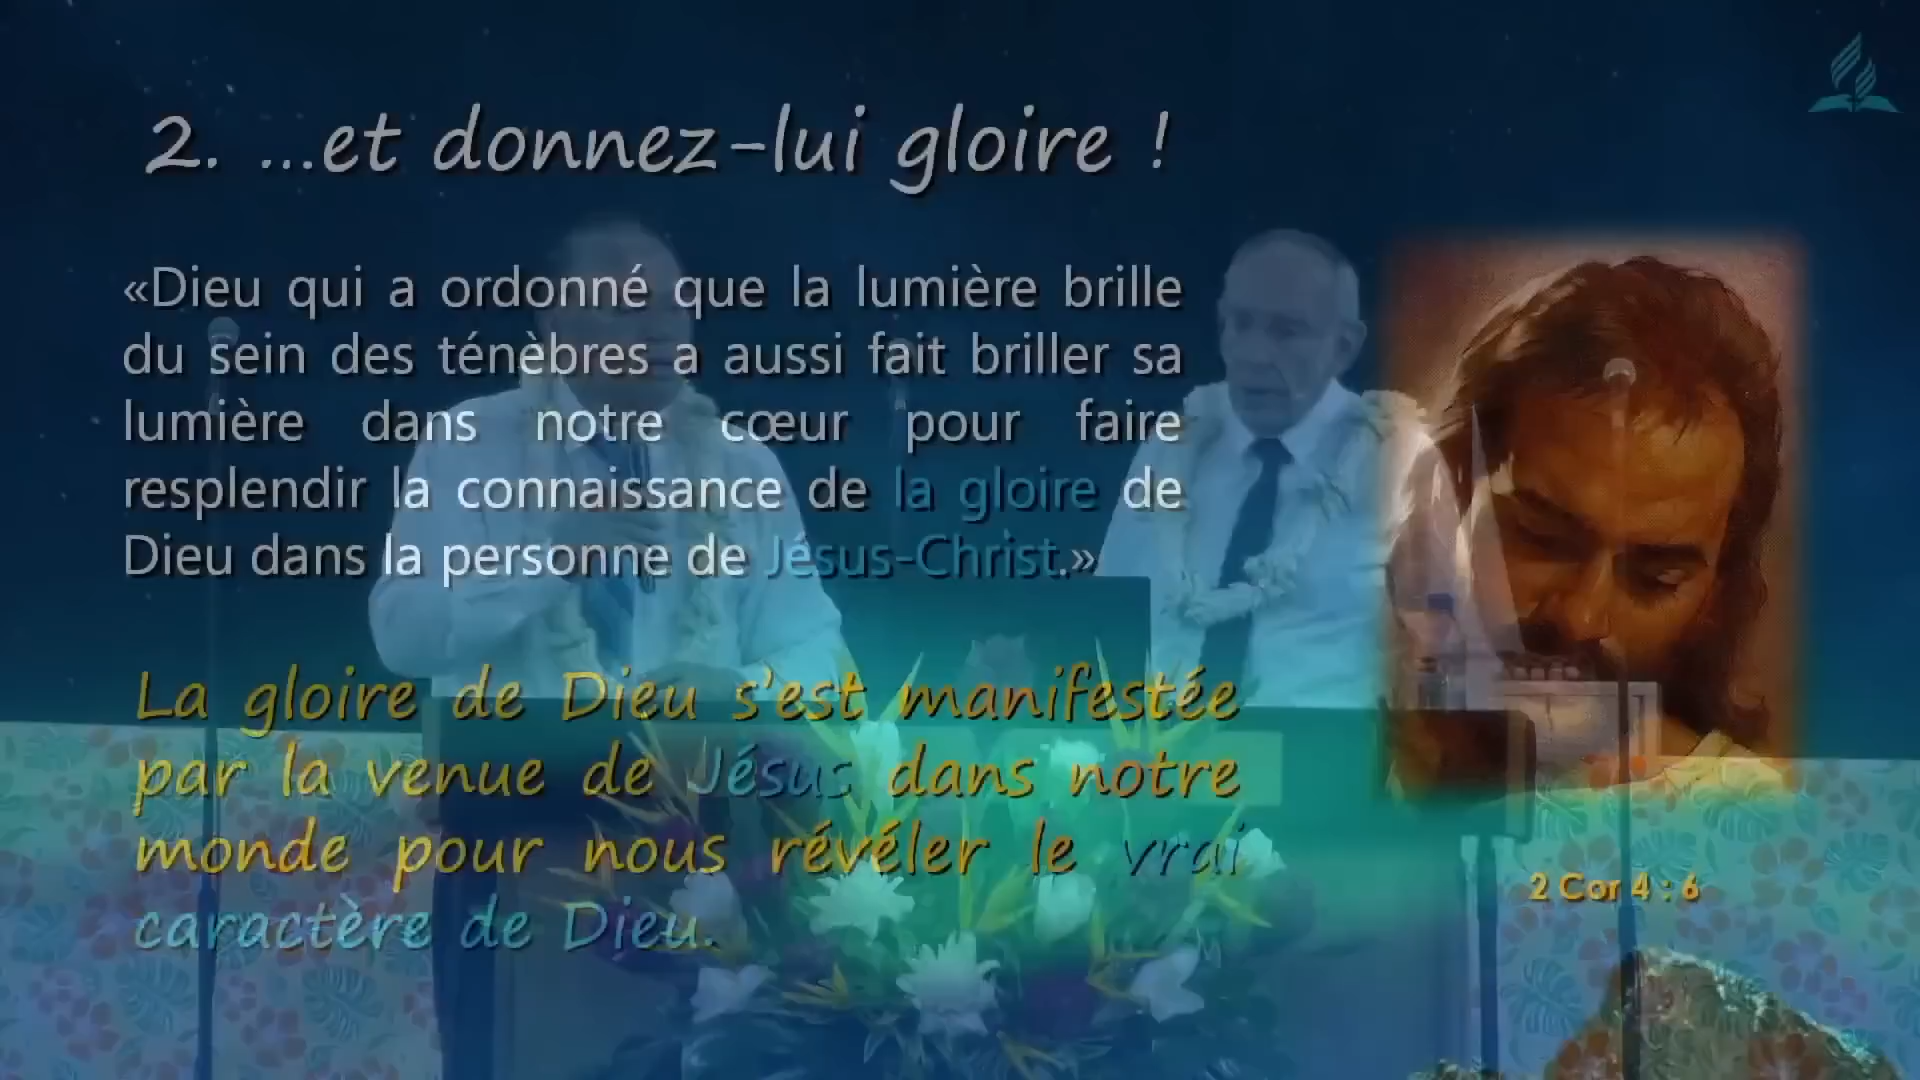 2. ...et donnez-lui gloire !
«Dieu qui a ordonné que la lumière brille
du sein des ténèbres a aussi fait briller sa
lumière dans notre cœur pour faire
resplendir la connaissance de la gloire de
Dieu dans la personne de Jésus-Christ.»
La gloire de Dieu s'est manifestée
par la venue de Jésus dans notre
monde pour nous révéler le vrai
caractère de Dieu.
2 Cor 4 : 6